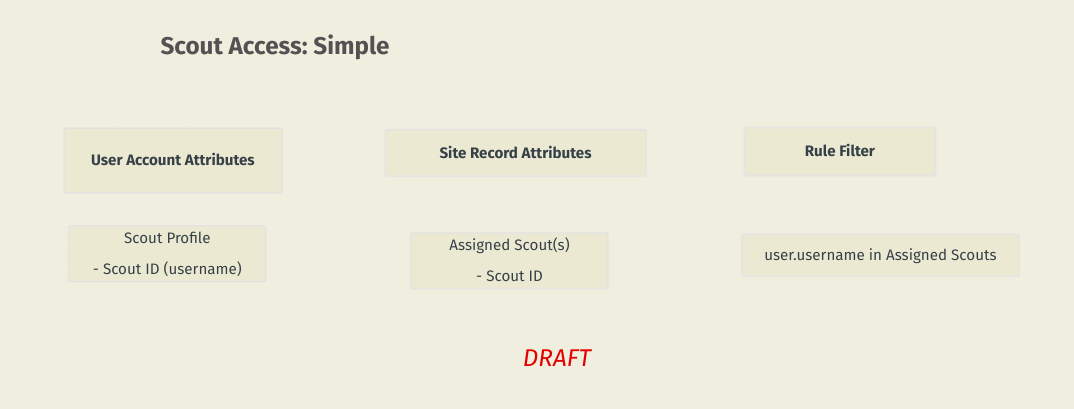 Scout Access: Simple
User Account Attributes
Site Record Attributes
Rule Filter
Scout Profile
- Scout ID (username)
Assigned Scout(s)
- Scout ID
user.username in Assigned Scouts
DRAFT